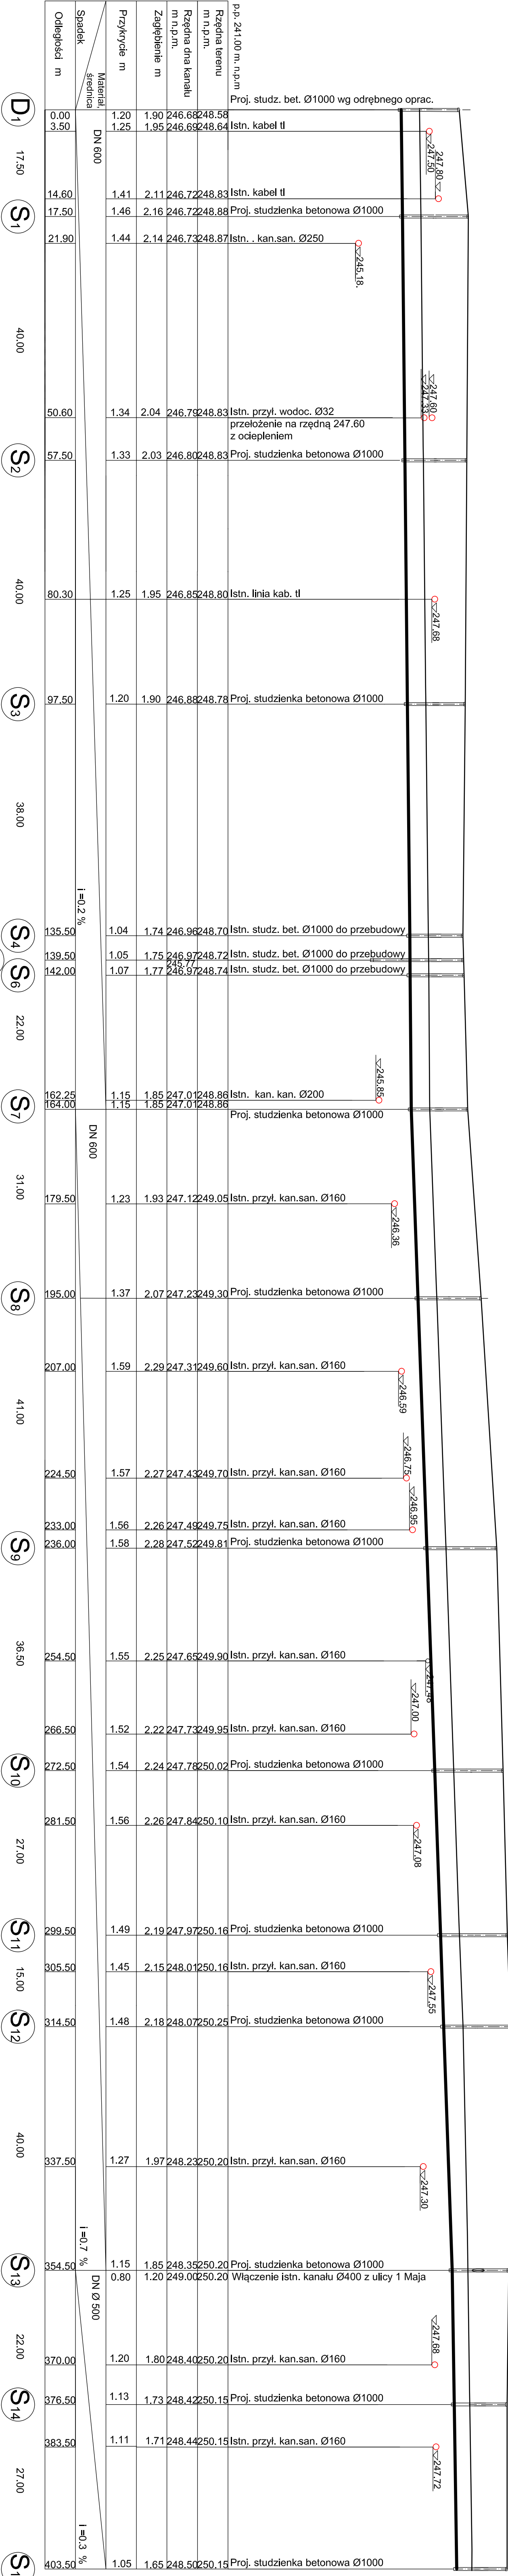 p.p. 241.00 m. n.p.m
Rzędna terenu
m n.p.m.
Rzędna dna kanału
m n.p.m.
Zagłębienie m
Przykrycie m
Materiał,
średnica
Spadek
Odległości m
Proj. studz. bet. Ø1000 wg odrębnego oprac.
0.00 1.20 1.90 246.68 248.58
3.50 1.25 1.95 246.69 248.64 Istn. kabel tł
247.50
247.80
DN 600
14.60 1.41 2.11 246.72 248.83 Istn. kabel tł
17.50 1.46 2.16 246.72 248.88 Proj. studzienka betonowa Ø1000
21.90 1.44 2.14 246.73 248.87 Istn. . kan.san. Ø250
245,18.
247.60
247.33
50.60 1.34 2.04 246.79 248.83 Istn. przył. wodoc. Ø32
przełożenie na rzędną 247.60
z ociepleniem
57.50 1.33 2.03 246.80 248.83 Proj. studzienka betonowa Ø1000
80.30 1.25 1.95 246.85 248.80 Istn. linia kab. tł
247,68
97.50 1.20 1.90 246.88 248.78 Proj. studzienka betonowa Ø1000
i =0.2 %
135.50 1.04 1.74 246.96 248.70 Istn. studz. bet. Ø1000 do przebudowy
139.50 1.05 1.75 246.97 248.72 Istn. studz. bet. Ø1000 do przebudowy
245.77
142.00 1.07 1.77 246.97 248.74 Istn. studz. bet. Ø1000 do przebudowy
245,85
162.25 1.15 1.85 247.01 248.86 Istn. kan. kan. Ø200
164.00 1.15 1.85 247.01 248.86
Proj. studzienka betonowa Ø1000
DN 600
179.50 1.23 1.93 247.12 249.05 Istn. przył. kan.san. Ø160
246,36
195.00 1.37 2.07 247.23 249.30 Proj. studzienka betonowa Ø1000
207.00 1.59 2.29 247.31 249.60 Istn. przył. kan.san. Ø160
246,59
246,75
224.50 1.57 2.27 247.43 249.70 Istn. przył. kan.san. Ø160
246,95
233.00 1.56 2.26 247.49 249.75 Istn. przył. kan.san. Ø160
236.00 1.58 2.28 247.52 249.81 Proj. studzienka betonowa Ø1000
254.50 1.55 2.25 247.65 249.90 Istn. przył. kan.san. Ø160
247,48
247,00
266.50 1.52 2.22 247.73 249.95 Istn. przył. kan.san. Ø160
272.50 1.54 2.24 247.78 250.02 Proj. studzienka betonowa Ø1000
281.50 1.56 2.26 247.84 250.10 Istn. przył. kan.san. Ø160
247,08
299.50 1.49 2.19 247.97 250.16 Proj. studzienka betonowa Ø1000
305.50 1.45 2.15 248.01 250.16 Istn. przył. kan.san. Ø160
247,55
314.50 1.48 2.18 248.07 250.25 Proj. studzienka betonowa Ø1000
337.50 1.27 1.97 248.23 250.20 Istn. przył. kan.san. Ø160
247,30
i =0.7 %
354.50 1.15 1.85 248.35 250.20 Proj. studzienka betonowa Ø1000
0.80 1.20 249.00 250.20 Włączenie istn. kanału Ø400 z ulicy 1 Maja
DN Ø 500
247,68
370.00 1.20 1.80 248.40 250.20 Istn. przył. kan.san. Ø160
376.50 1.13 1.73 248.42 250.15 Proj. studzienka betonowa Ø1000
383.50 1.11 1.71 248.44 250.15 Istn. przył. kan.san. Ø160
247,72
i =0.3 %
403.50 1.05 1.65 248.50 250.15 Proj. studzienka betonowa Ø1000
D1
17.50
S1
40.00
S2
40.00
S3
38.00
S4
S6
22.00
S7
31.00
S8
41.00
S9
36.50
S10
27.00
S11
15.00
S12
40.00
S13
22.00
S14
27.00